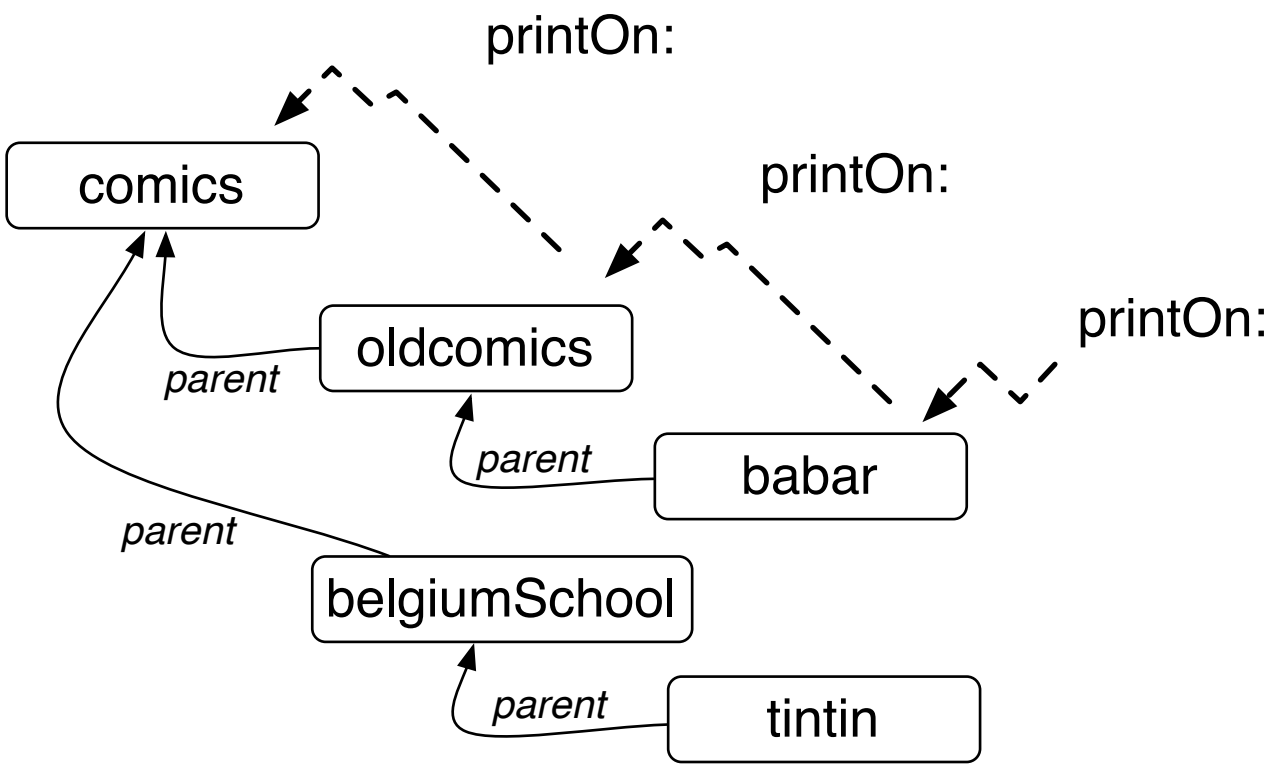 printOn:
comics
printOn:
printOn:
oldcomics
parent
parent
babar
parent
belgiumSchool
parent
tintin